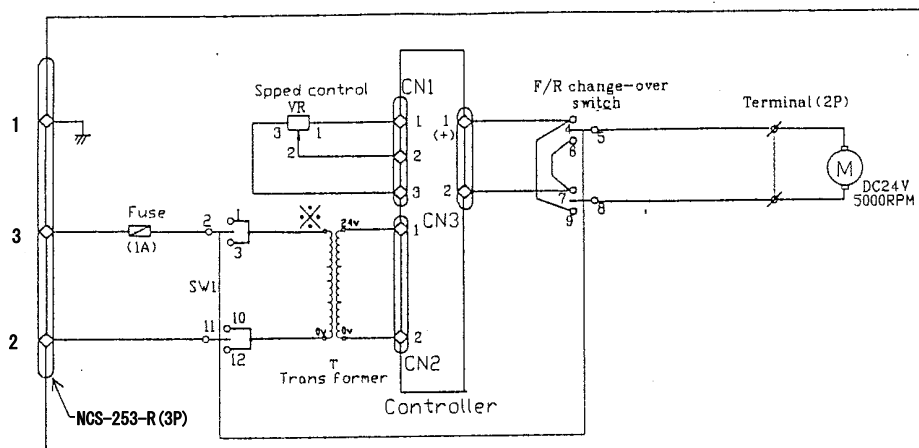 Spped control
VR
3
1
2
CN1
1
2
3
1
(+)
2
CN3
F/R change-over
switch
4
5
6
7
8
9
Terminal (2P)
M
DC24V
5000RPM
1
3
2
Fuse
(1A)
2
1
3
※
24v
1
SW1
11
10
12
0v
0v
2
CN2
T
Trans former
Controller
NCS-253-R (3P)